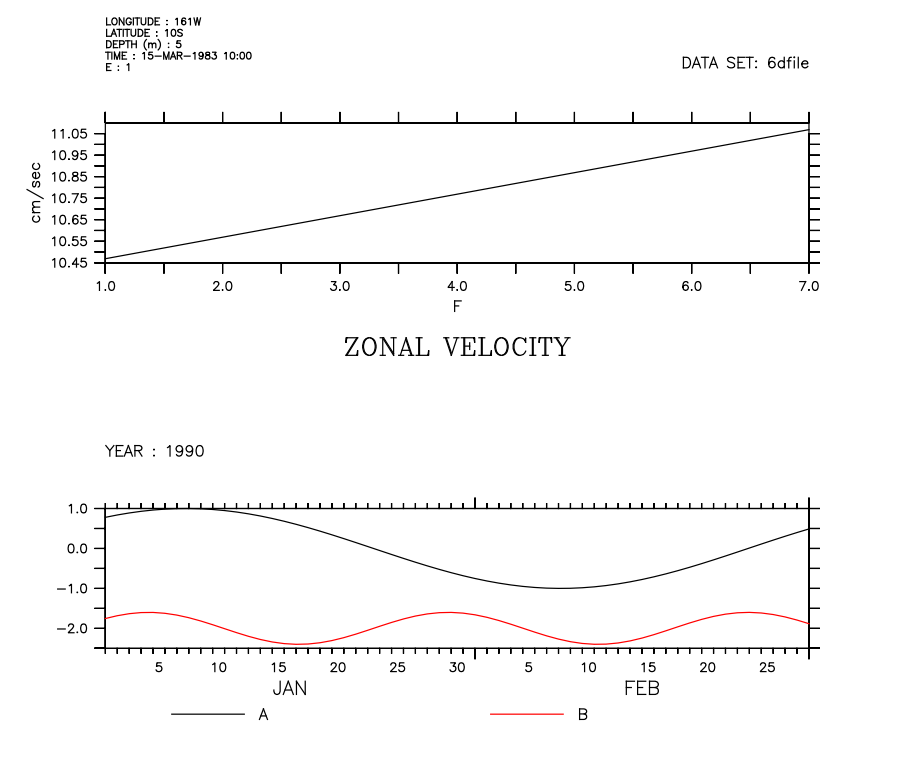 LONGITUDE : 161W
LATITUDE : 10S
DEPTH (m) : 5
TIME : 15-MAR-1983 10:00
E : 1
DATA SET: 6dfile
cm/sec
11.05
10.95
10.85
10.75
10.65
10.55
10.45
1.0 2.0 3.0 4.0 5.0 6.0 7.0
F
ZONAL VELOCITY
YEAR : 1990
1.0
0.0
-1.0
-2.0
5 10 15 20 25 30 5 10 15 20 25
JAN FEB
A B